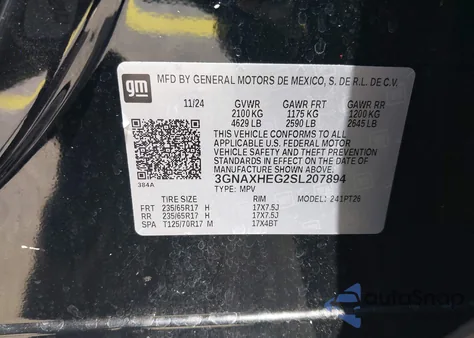 gm
MFD BY GENERAL MOTORS DE MEXICO, S. DE R.L. DE C.V.
11/24 GVWR GAWR FRT GAWR RR
2100 KG 1175 KG 1200 KG
4629 LB 2590 LB 2645 LB
THIS VEHICLE CONFORMS TO ALL
APPLICABLE U.S. FEDERAL MOTOR
VEHICLE SAFETY AND THEFT PREVENTION
STANDARDS IN EFFECT ON THE DATE OF
MANUFACTURE SHOWN ABOVE.
384A 3GNAXHEG2SL207894
TYPE: MPV MODEL: 241PT26
TIRE SIZE RIM
FRT 235/65R17 H 17X7.5J
RR 235/65R17 H 17X7.5J
SPA T125/70R17 M 17X4BT
autoSnap